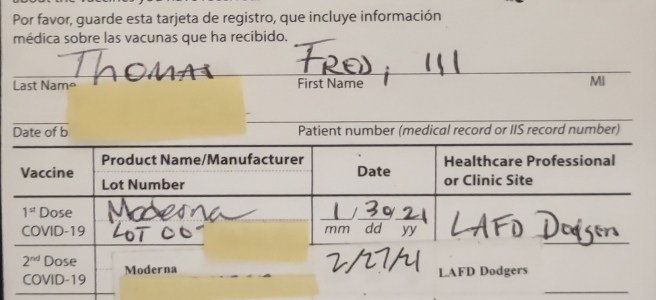 Por favor, guarde esta tarjeta de registro, que incluye información
médica sobre las vacunas que ha recibido.
Thomas Fred, III
Last Name First Name MI
Date of b Patient number (medical record or IIS record number)
Vaccine Product Name/Manufacturer Date Healthcare Professional
Lot Number or Clinic Site
1st Dose Moderna 1/30/21 LAFD Dodgers
COVID-19 LOT 00 mm dd yy
2nd Dose Moderna 2/27/21 LAFD Dodgers
COVID-19